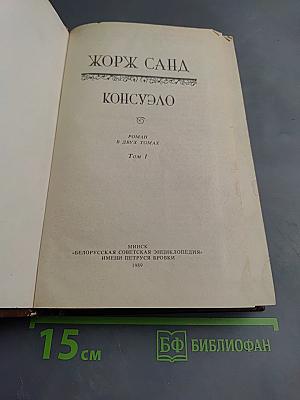 ЖОРЖ САНД
КОНСУЭЛО
РОМАН
В ДВУХ ТОМАХ
Том I
МИНСК
«БЕЛОРУССКАЯ СОВЕТСКАЯ ЭНЦИКЛОПЕДИЯ»
ИМЕНИ ПЕТРУСЯ БРОВКИ
1989
15 см
БФ БИБЛИОФАН